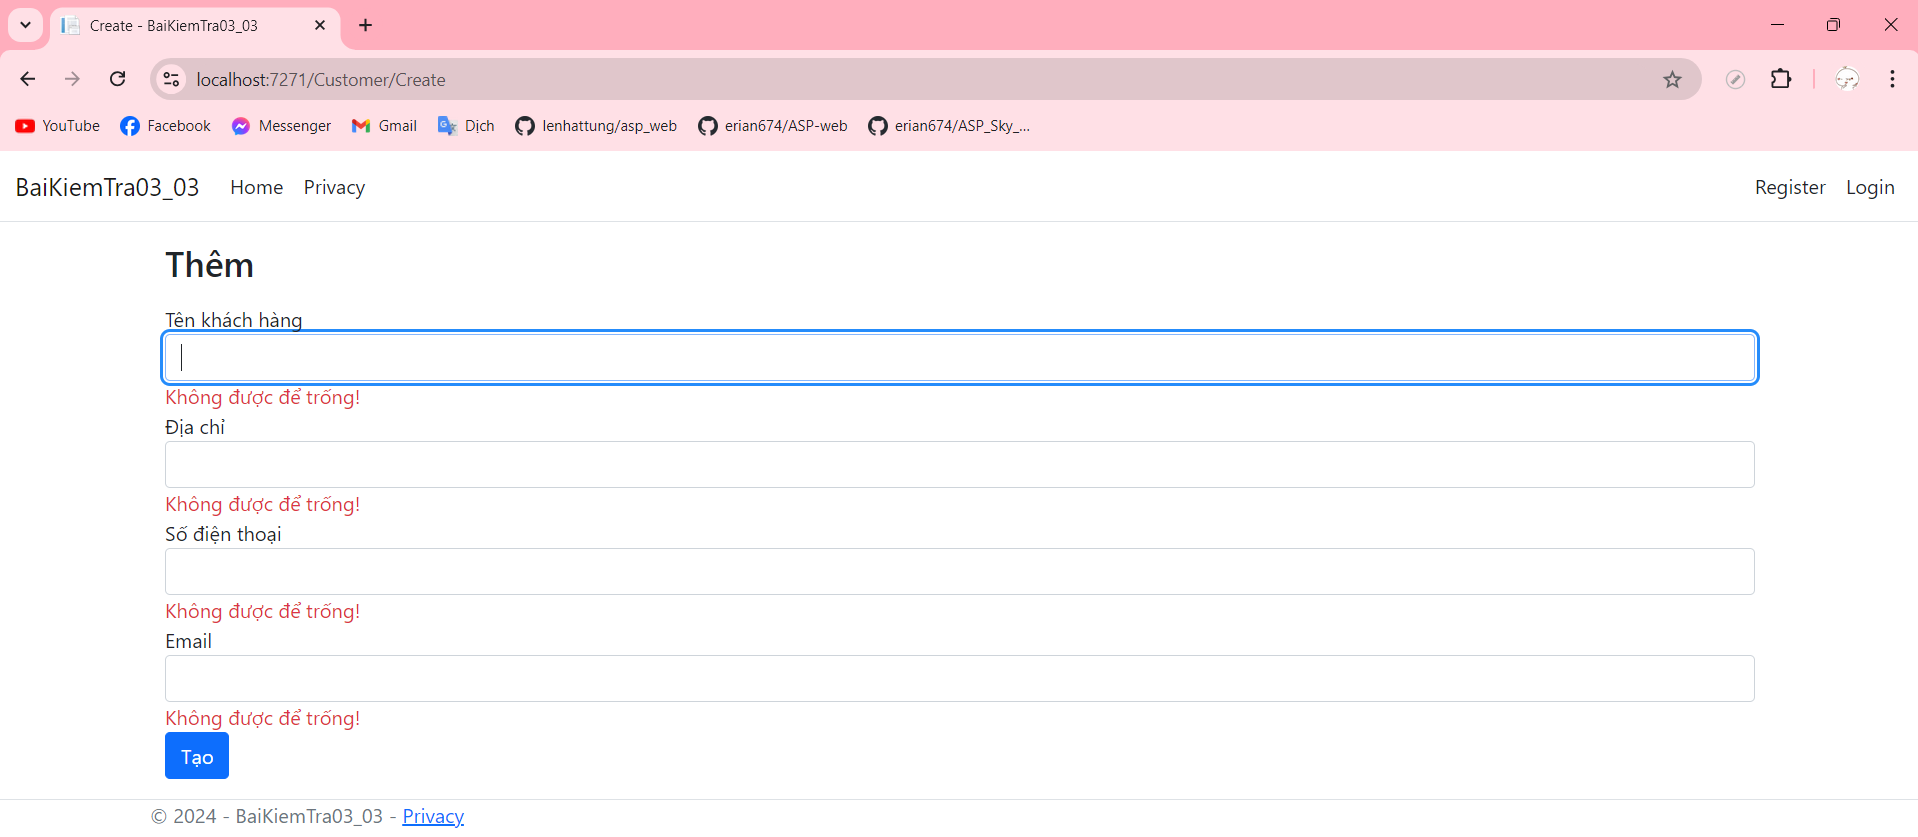 Create - BaiKiemTra03_03
localhost:7271/Customer/Create
YouTube Facebook Messenger Gmail Dịch lenhattung/asp_web erian674/ASP-web erian674/ASP_Sky_...
BaiKiemTra03_03 Home Privacy Register Login
Thêm
Tên khách hàng
Không được để trống!
Địa chỉ
Không được để trống!
Số điện thoại
Không được để trống!
Email
Không được để trống!
Tạo
© 2024 - BaiKiemTra03_03 - Privacy